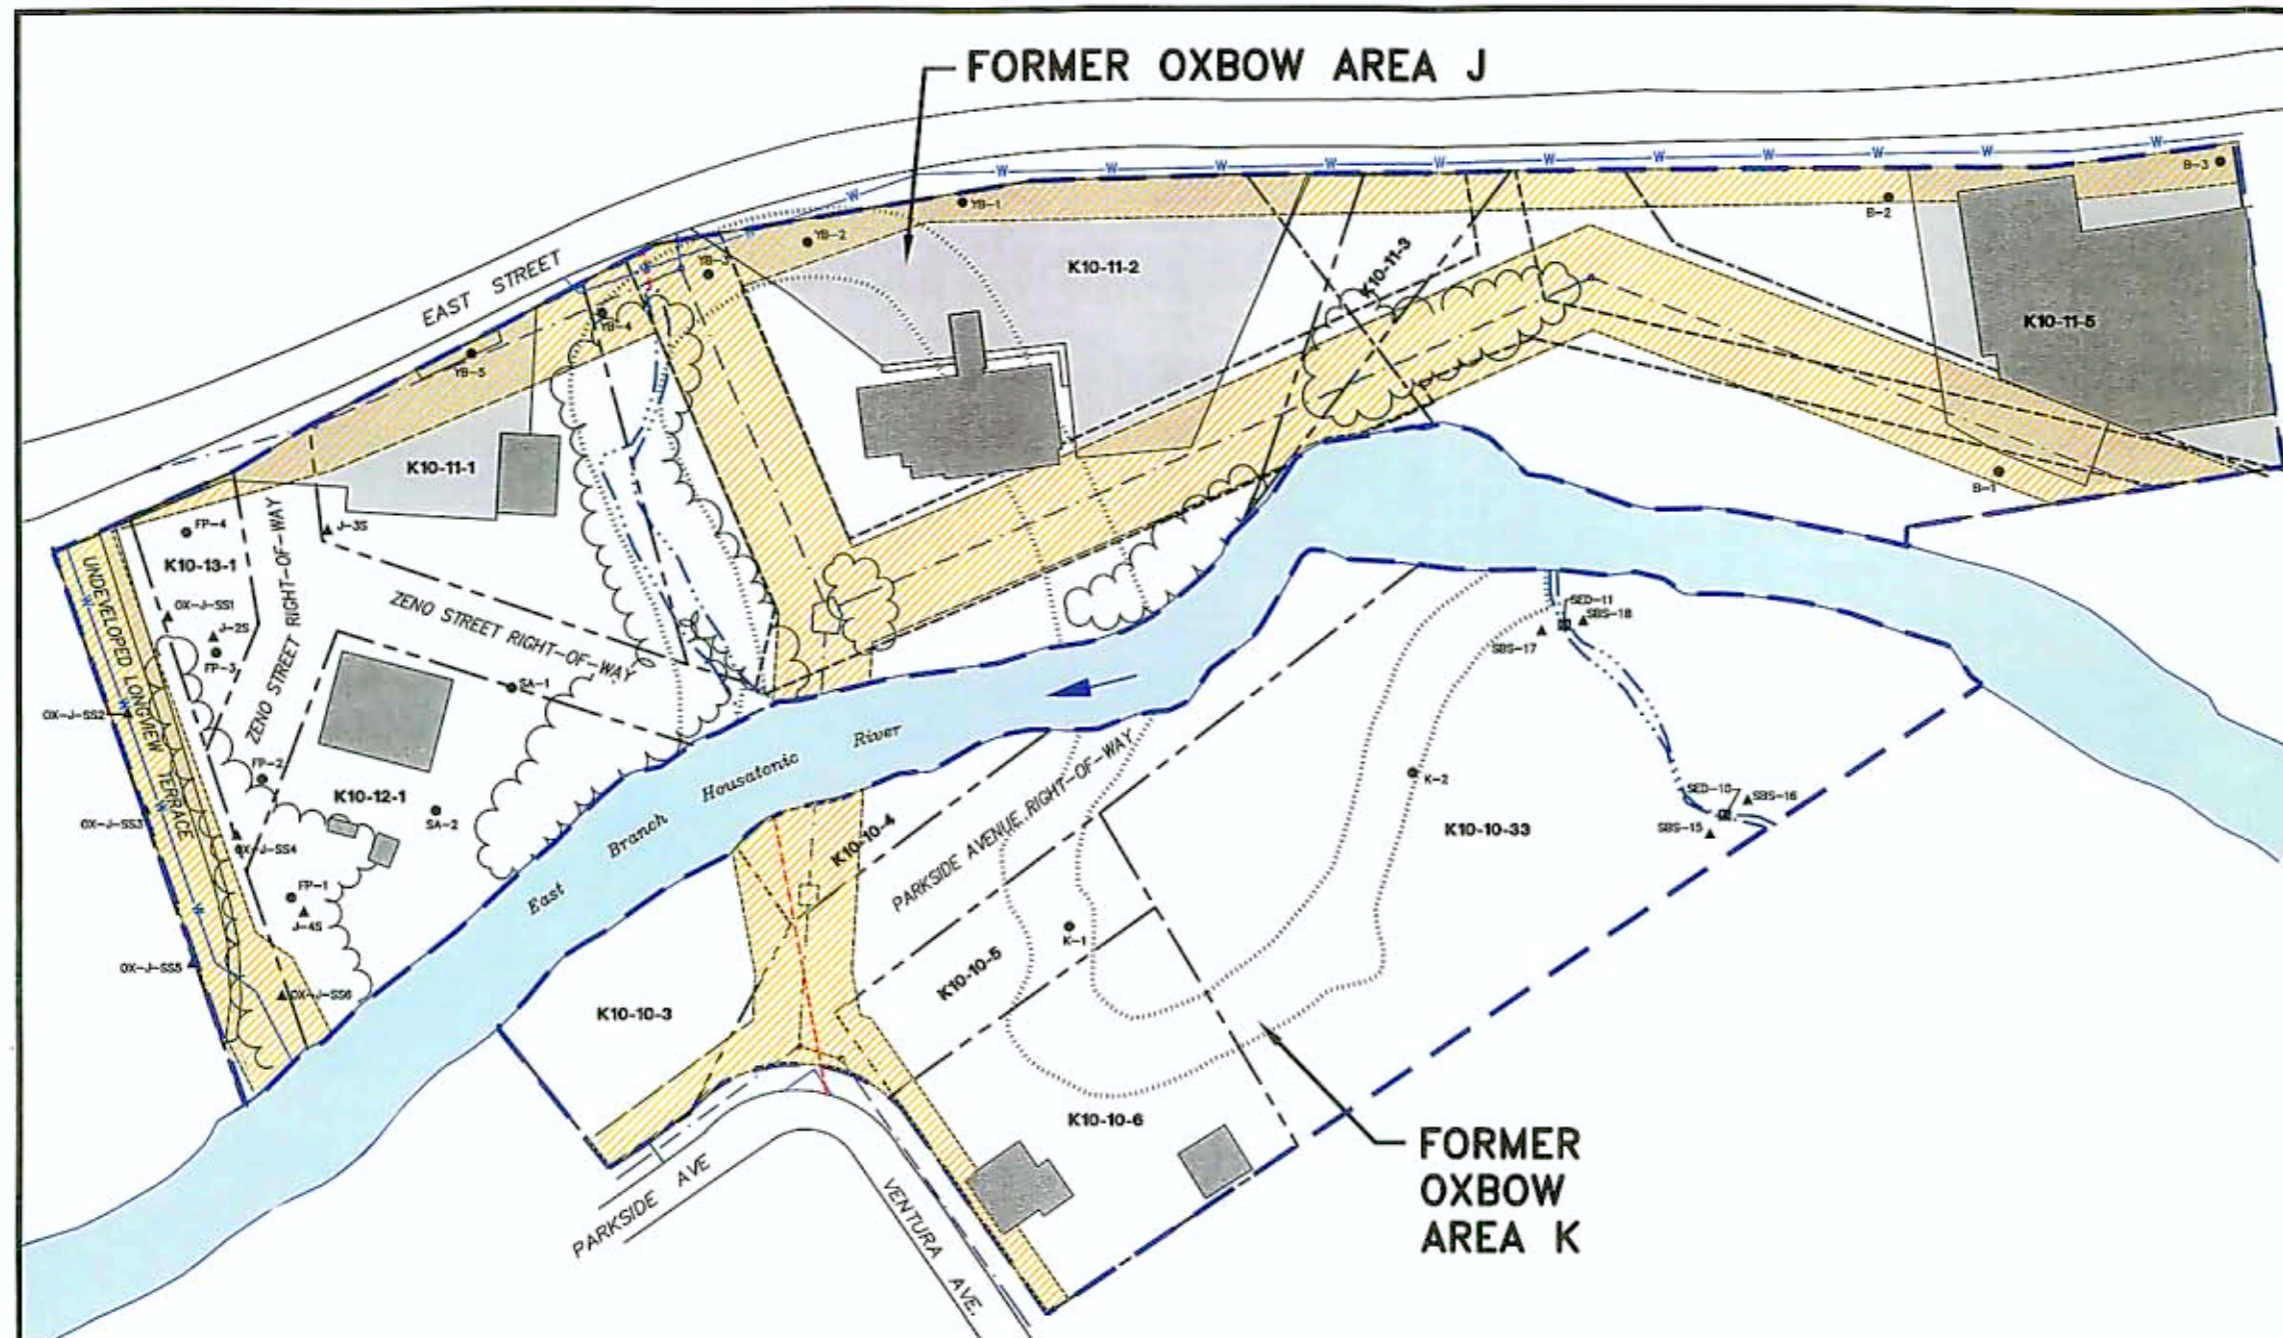 FORMER OXBOW AREA J
W
W
W
W
W
W
W
W
W
W
W
W
W
B-3
YB-1
B-2
YB-2
YB-3
EAST STREET
K10-11-2
K10-11-3
YB-4
K10-11-5
YB-5
K10-11-1
B-1
FP-4
J-3S
K10-13-1
ZENO STREET RIGHT-OF-WAY
UNDEVELOPED LONGVIEW TERRACE
W
W
W
W
OX-J-SS1
J-2S
FP-3
ZENO STREET RIGHT-OF-WAY
SED-11
SBS-18
SBS-17
SA-1
OX-J-SS2
ZENO STREET RIGHT-OF-WAY
East Branch Housatonic River
FP-2
K10-12-1
SA-2
PARKSIDE AVENUE RIGHT-OF-WAY
K-2
SED-10
SBS-16
SBS-15
K10-10-33
OX-J-SS3
OX-J-SS4
K10-10-4
FP-1
J-4S
K-1
OX-J-SS5
OX-J-SS6
K10-10-5
K10-10-3
K10-10-6
FORMER
OXBOW
AREA K
PARKSIDE AVE
VENTURA AVE.